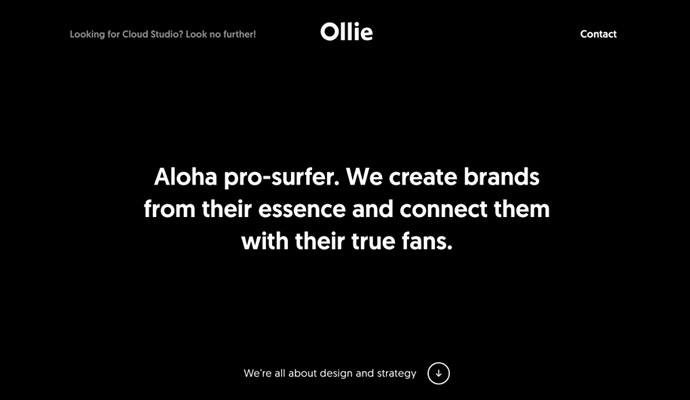 Looking for Cloud Studio? Look no further!
Ollie
Contact
Aloha pro-surfer. We create brands
from their essence and connect them
with their true fans.
We're all about design and strategy